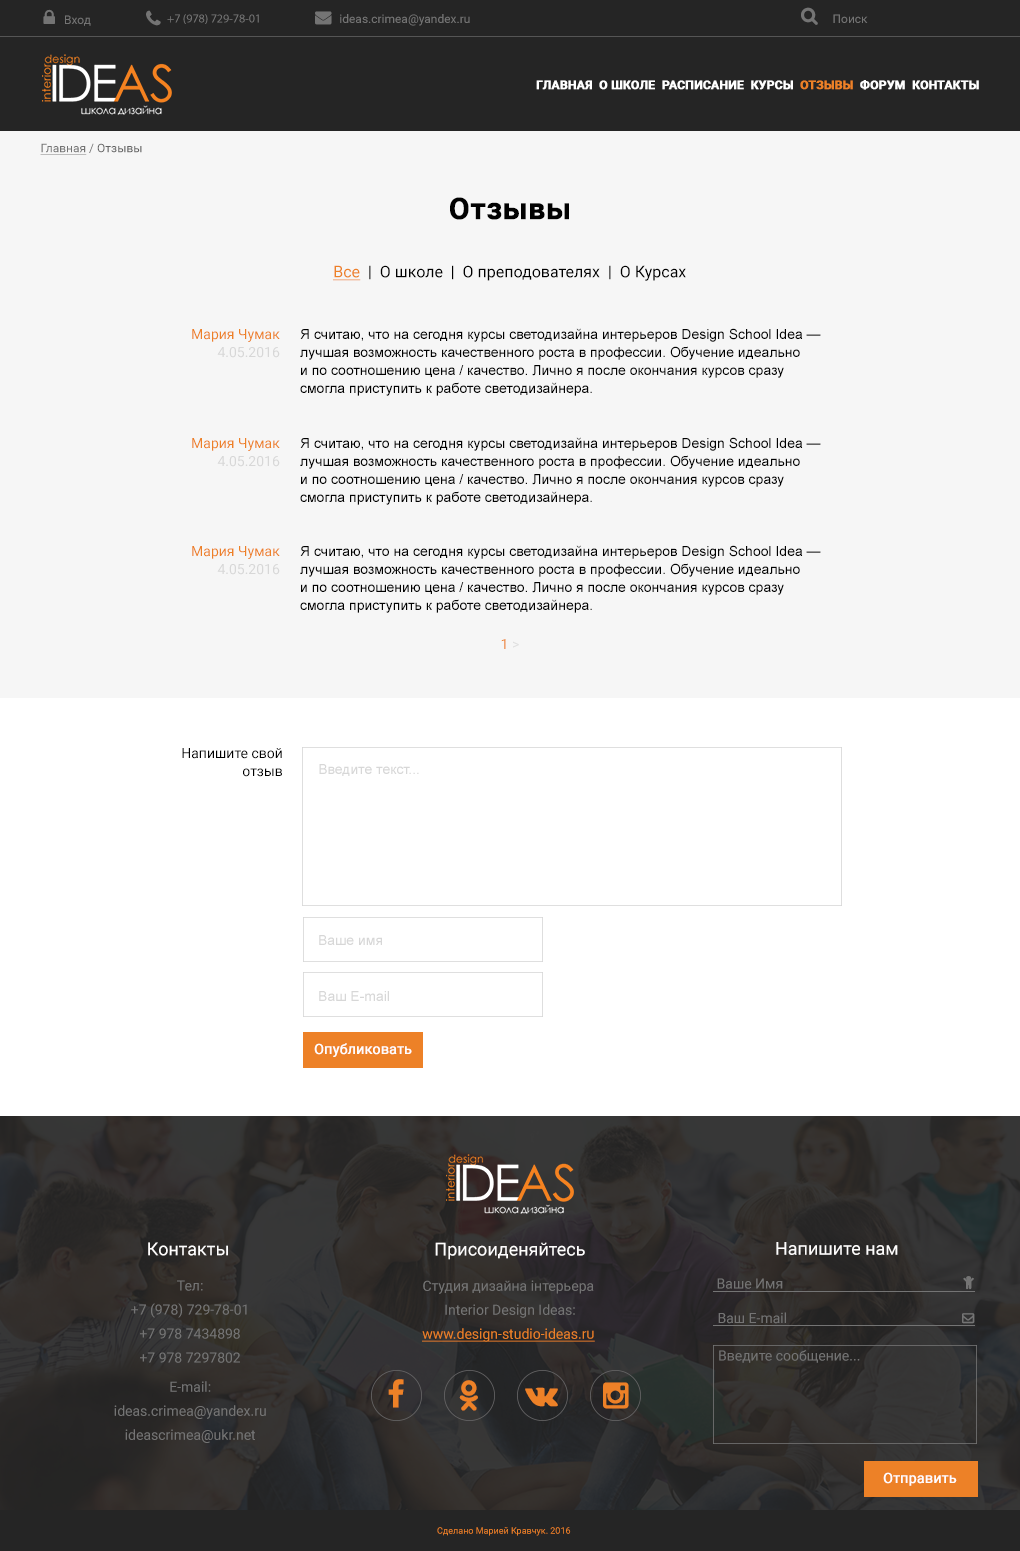 Вход
+7 (978) 729-78-01
ideas.crimea@yandex.ru
Поиск
interior design
IDEAS
школа дизайна
ГЛАВНАЯ О ШКОЛЕ РАСПИСАНИЕ КУРСЫ ОТЗЫВЫ ФОРУМ КОНТАКТЫ
Главная / Отзывы
Отзывы
Все | О школе | О преподователях | О Курсах
Мария Чумак
4.05.2016
Я считаю, что на сегодня курсы светодизайна интерьеров Design School Idea —
лучшая возможность качественного роста в профессии. Обучение идеально
и по соотношению цена / качество. Лично я после окончания курсов сразу
смогла приступить к работе светодизайнера.
Мария Чумак
4.05.2016
Я считаю, что на сегодня курсы светодизайна интерьеров Design School Idea —
лучшая возможность качественного роста в профессии. Обучение идеально
и по соотношению цена / качество. Лично я после окончания курсов сразу
смогла приступить к работе светодизайнера.
Мария Чумак
4.05.2016
Я считаю, что на сегодня курсы светодизайна интерьеров Design School Idea —
лучшая возможность качественного роста в профессии. Обучение идеально
и по соотношению цена / качество. Лично я после окончания курсов сразу
смогла приступить к работе светодизайнера.
1 >
Напишите свой
отзыв
Введите текст...
Ваше имя
Ваш E-mail
Опубликовать
interior design
IDEAS
школа дизайна
Контакты
Тел:
+7 (978) 729-78-01
+7 978 7434898
+7 978 7297802
E-mail:
ideas.crimea@yandex.ru
ideascrimea@ukr.net
Присоиденяйтесь
Студия дизайна інтерьера
Interior Design Ideas:
www.design-studio-ideas.ru
Напишите нам
Ваше Имя
Ваш E-mail
Введите сообщение...
Отправить
Сделано Марией Кравчук. 2016